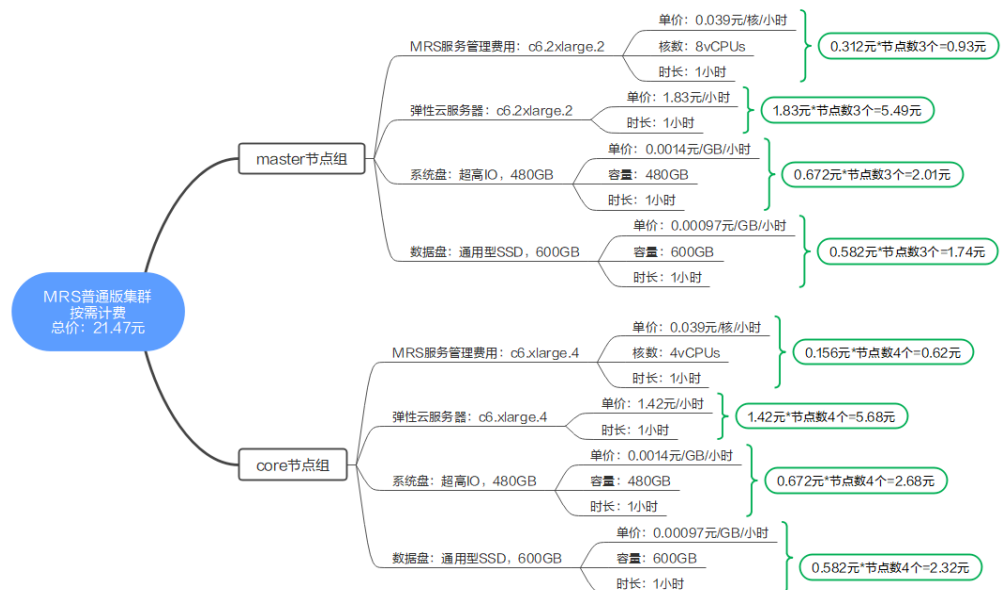 MRS普通版集群
按需计费
总价：21.47元
master节点组
MRS服务管理费用：c6.2xlarge.2
单价：0.039元/核/小时
核数：8vCPUs
时长：1小时
0.312元*节点数3个=0.93元
弹性云服务器：c6.2xlarge.2
单价：1.83元/小时
时长：1小时
1.83元*节点数3个=5.49元
系统盘：超高IO，480GB
单价：0.0014元/GB/小时
容量：480GB
时长：1小时
0.672元*节点数3个=2.01元
数据盘：通用型SSD，600GB
单价：0.00097元/GB/小时
容量：600GB
时长：1小时
0.582元*节点数3个=1.74元
core节点组
MRS服务管理费用：c6.xlarge.4
单价：0.039元/核/小时
核数：4vCPUs
时长：1小时
0.156元*节点数4个=0.62元
弹性云服务器：c6.xlarge.4
单价：1.42元/小时
时长：1小时
1.42元*节点数4个=5.68元
系统盘：超高IO，480GB
单价：0.0014元/GB/小时
容量：480GB
时长：1小时
0.672元*节点数4个=2.68元
数据盘：通用型SSD，600GB
单价：0.00097元/GB/小时
容量：600GB
时长：1小时
0.582元*节点数4个=2.32元